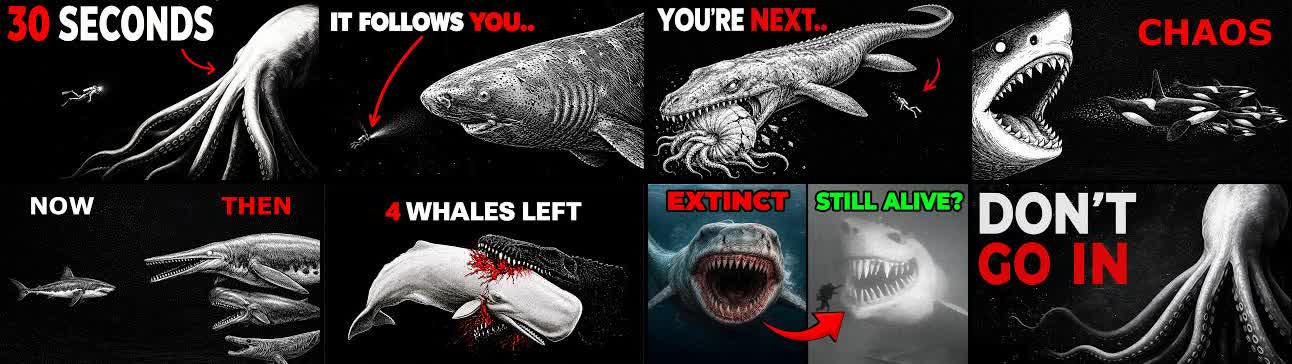 30 SECONDS
IT FOLLOWS YOU..
YOU'RE NEXT..
CHAOS
NOW
THEN
4 WHALES LEFT
EXTINCT
STILL ALIVE?
DON'T
GO IN